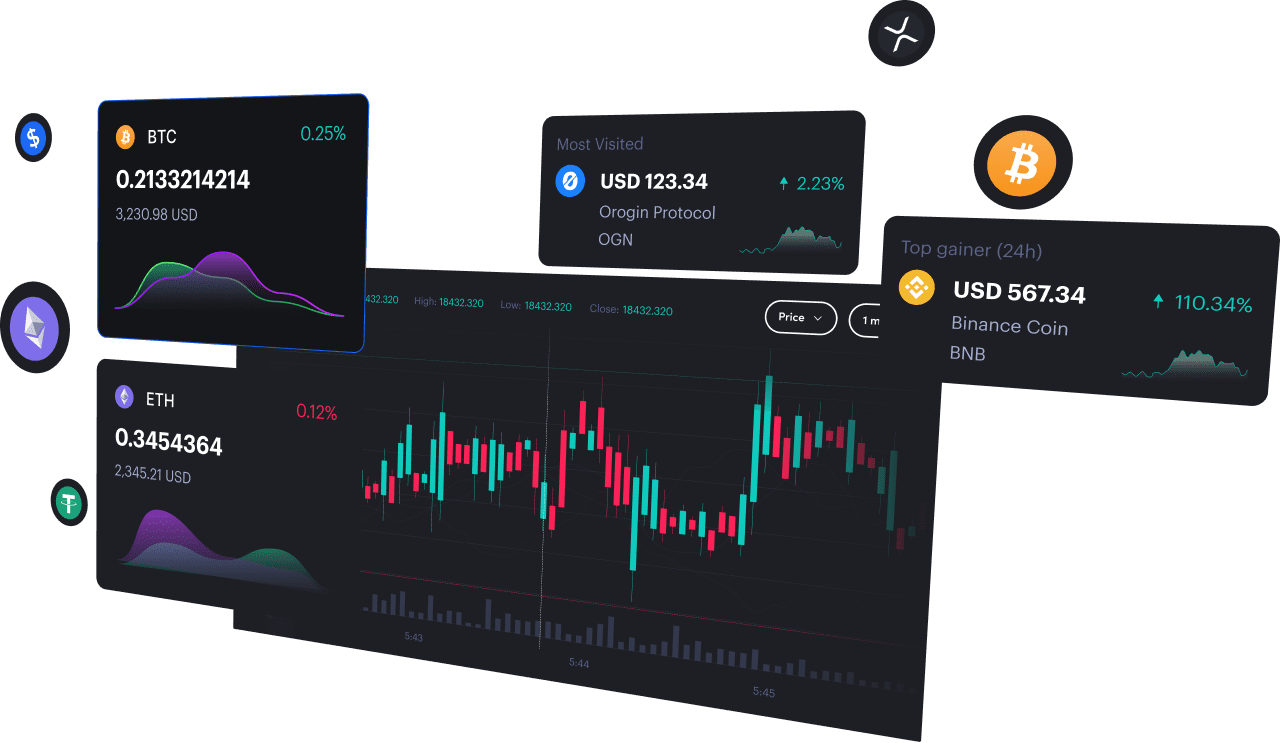 BTC
0.25%
0.2133214214
3,230.98 USD
Most Visited
USD 123.34
2.23%
Orogin Protocol
OGN
Top gainer (24h)
USD 567.34
110.34%
Binance Coin
BNB
432.320 High: 18432.320 Low: 18432.320 Close: 18432.320
Price
1 m
ETH
0.12%
0.3454364
2,345.21 USD
5:43
5:44
5:45